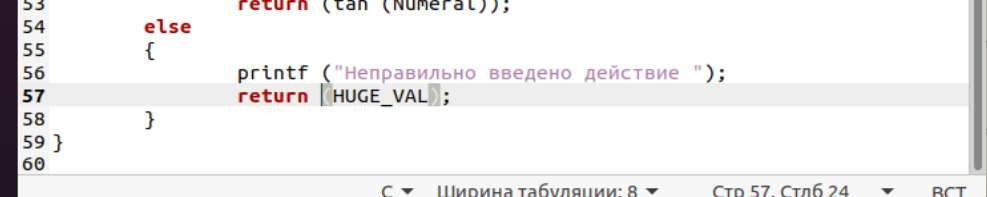 53 return (tan (Numeral));
54 else
55 {
56 printf ("Неправильно введено действие ");
57 return (HUGE_VAL);
58 }
59 }
60
C Ширина табуляции: 8 Стр 57, Стлб 24 ВСТ